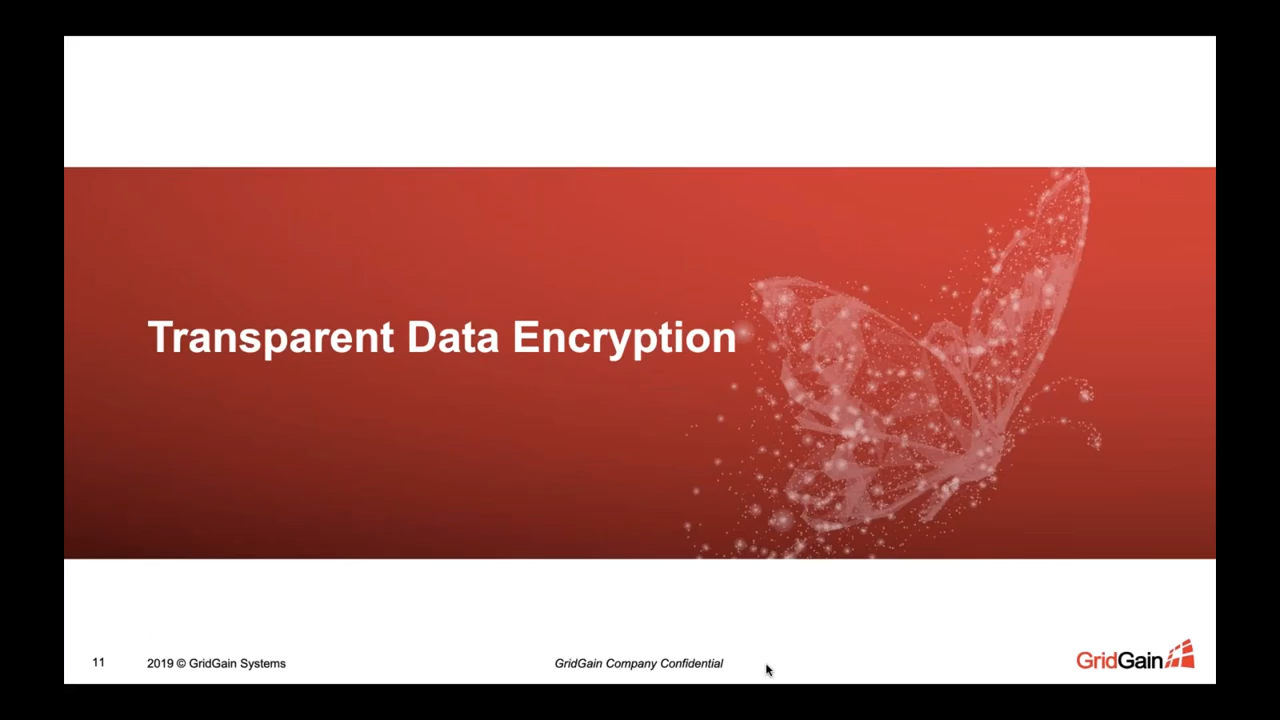 Transparent Data Encryption
11
2019 © GridGain Systems
GridGain Company Confidential
GridGain